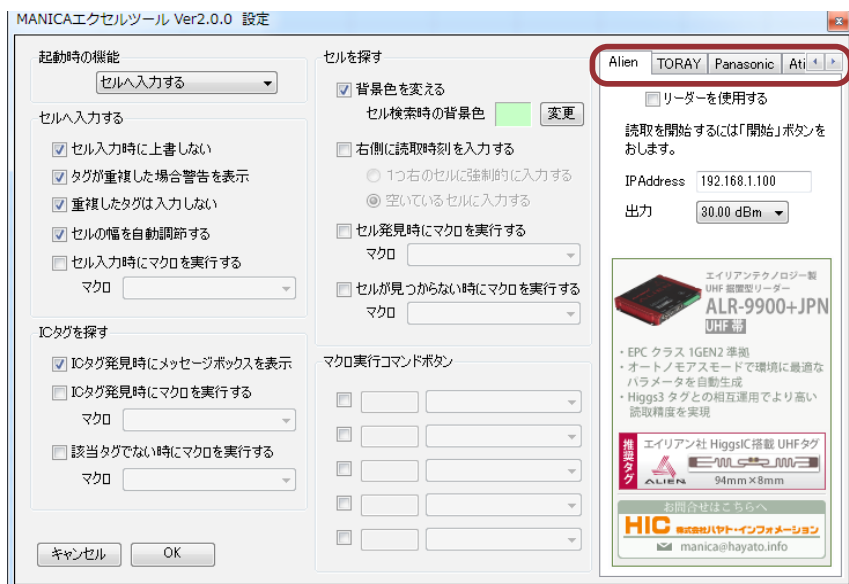 MANICAエクセルツール Ver2.0.0 設定
起動時の機能
セルへ入力する
セルへ入力する
セル入力時に上書しない
タグが重複した場合警告を表示
重複したタグは入力しない
セルの幅を自動調節する
セル入力時にマクロを実行する
マクロ
ICタグを探す
ICタグ発見時にメッセージボックスを表示
ICタグ発見時にマクロを実行する
マクロ
該当タグでない時にマクロを実行する
マクロ
キャンセル
OK
セルを探す
背景色を変える
セル検索時の背景色
変更
右側に読取時刻を入力する
1つ右のセルに強制的に入力する
空いているセルに入力する
セル発見時にマクロを実行する
マクロ
セルが見つからない時にマクロを実行する
マクロ
マクロ実行コマンドボタン
Alien TORAY Panasonic Ati
リーダーを使用する
読取を開始するには「開始」ボタンを
おします。
IPAddress 192.168.1.100
出力 30.00 dBm
エイリアンテクノロジー製
UHF 据置型リーダー
ALR-9900+JPN
UHF 帯
・EPC クラス 1GEN2 準拠
・オートノモアスモードで環境に最適な
パラメータを自動生成
・Higgs3 タグとの相互運用でより高い
読取精度を実現
推奨タグ
エイリアン社 HiggsIC搭載 UHFタグ
ALIEN
94mm×8mm
お問合せはこちらへ
HIC 株式会社ハヤト・インフォメーション
manica@hayato.info